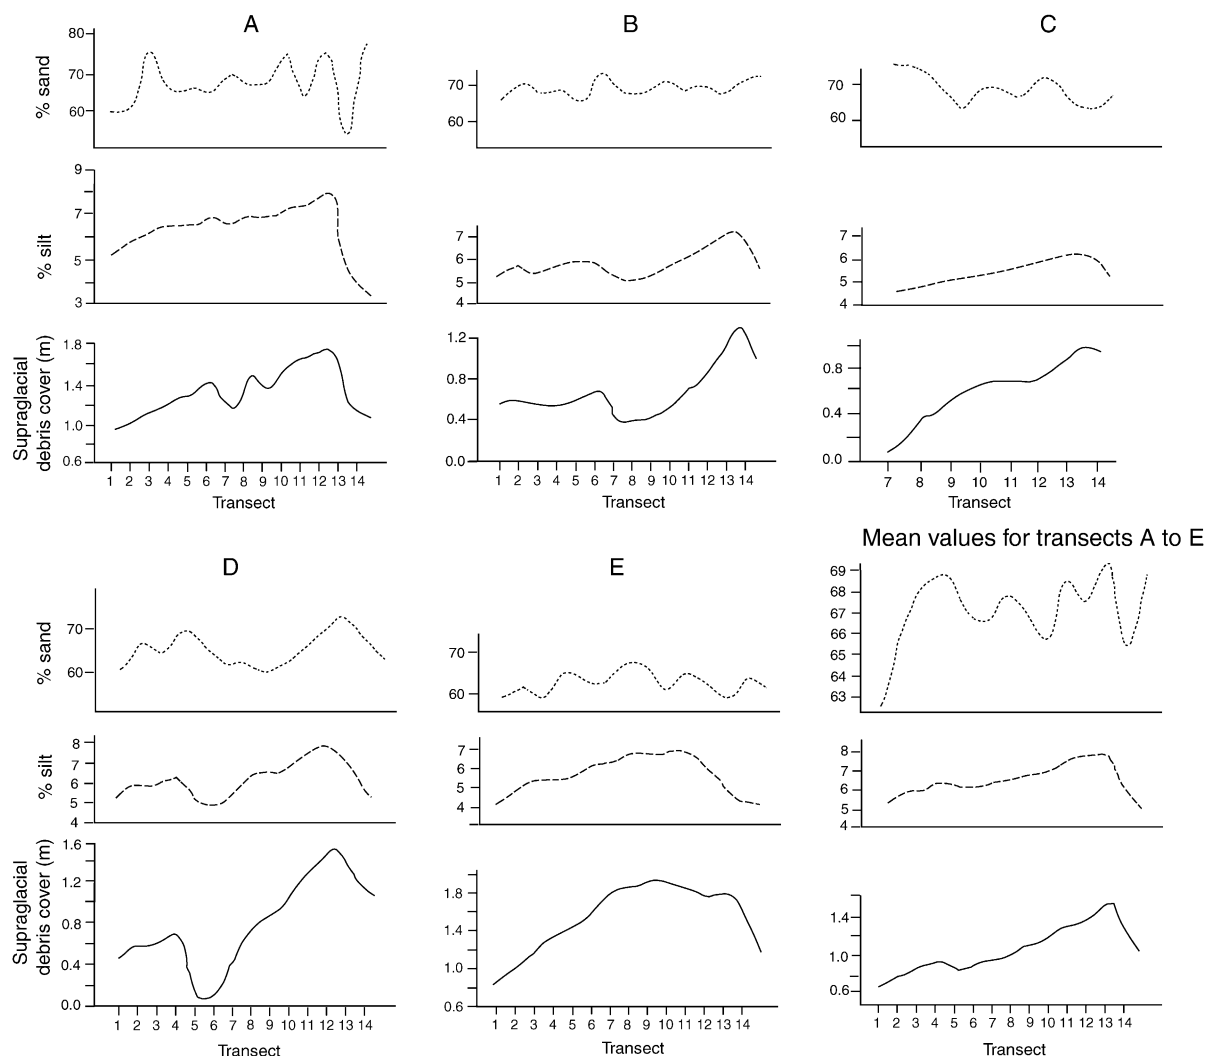 A
% sand
80
70
60
% silt
9
7
5
3
Supraglacial
debris cover (m)
1.8
1.4
1.0
0.6
1 2 3 4 5 6 7 8 9 10 11 12 13 14
Transect
B
70
60
7
6
5
4
1.2
0.8
0.4
0.0
1 2 3 4 5 6 7 8 9 10 11 12 13 14
Transect
C
70
60
7
6
5
4
0.8
0.4
0.0
7 8 9 10 11 12 13 14
Transect
D
% sand
70
60
% silt
8
7
6
5
4
Supraglacial
debris cover (m)
1.6
1.2
0.8
0.4
0.0
1 2 3 4 5 6 7 8 9 10 11 12 13 14
Transect
E
70
60
7
6
5
4
1.8
1.4
1.0
0.6
1 2 3 4 5 6 7 8 9 10 11 12 13 14
Transect
Mean values for transects A to E
69
68
67
66
65
64
63
8
7
6
5
4
1.4
1.0
0.6
1 2 3 4 5 6 7 8 9 10 11 12 13 14
Transect